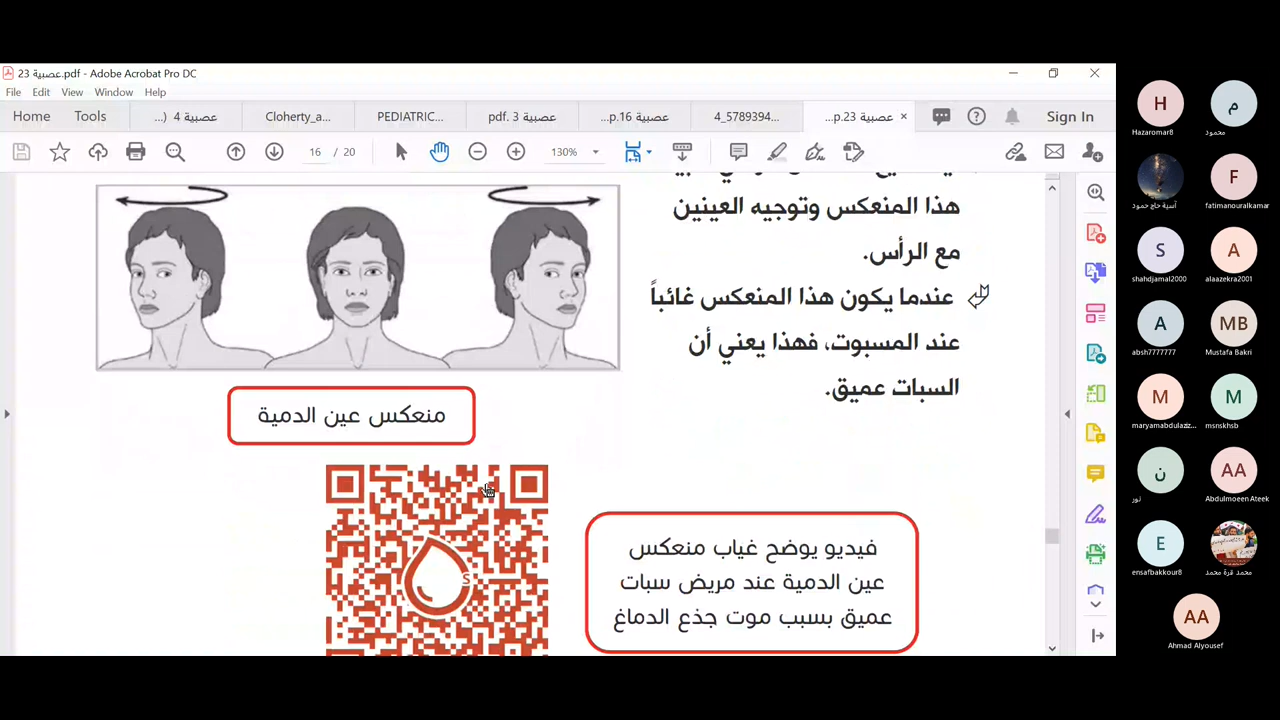 عصبية 23.pdf - Adobe Acrobat Pro DC
File Edit View Window Help
Home Tools
عصبية 4 (...
Cloherty_a...
PEDIATRIC...
عصبية 3 .pdf
عصبية 16.p...
4_5789394...
عصبية 23.p... ×
Sign In
16 / 20
130%
هذا المنعكس وتوجيه العينين
مع الرأس.
عندما يكون هذا المنعكس غائباً
عند المسبوت، فهذا يعني أن
السبات عميق.
منعكس عين الدمية
فيديو يوضح غياب منعكس
عين الدمية عند مريض سبات
عميق بسبب موت جذع الدماغ
H
Hazaromar8
م
محمود
آسية حاج حمود
F
fatimanouralkamar
S
shahdjamal2000
A
alaazekra2001
A
absh7777777
MB
Mustafa Bakri
M
maryamabdulaziz...
M
msnskhsb
ن
نور
AA
Abdulmoeen Ateek
E
ensafbakkour8
محمد قرة محمد
AA
Ahmad Alyousef